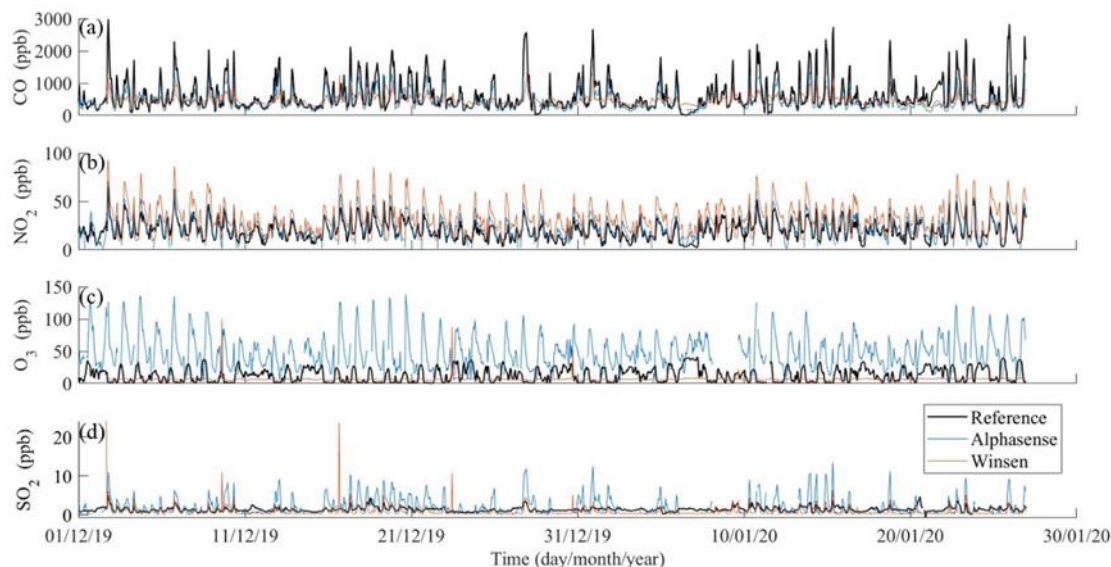 (a)
CO (ppb)
3000
2000
1000
0
(b)
NO2 (ppb)
100
50
0
(c)
O3 (ppb)
150
100
50
0
(d)
SO2 (ppb)
20
10
0
Reference
Alphasense
Winsen
01/12/19 11/12/19 21/12/19 31/12/19 10/01/20 20/01/20 30/01/20
Time (day/month/year)